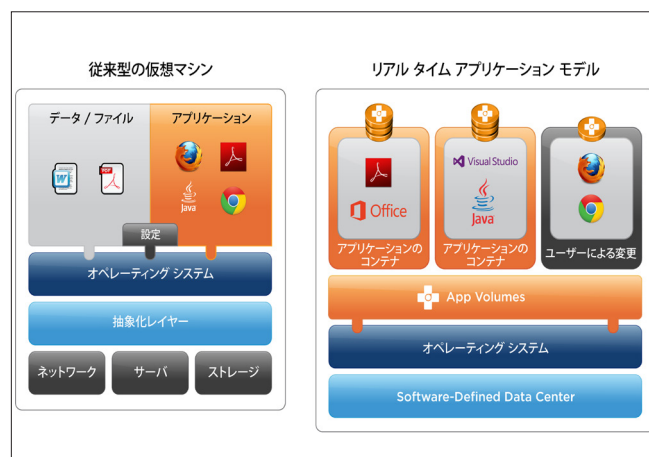 従来型の仮想マシン
データ / ファイル
アプリケーション
W
PDF
Java
設定
オペレーティング システム
抽象化レイヤー
ネットワーク
サーバ
ストレージ
リアル タイム アプリケーション モデル
Office
アプリケーションの
コンテナ
Visual Studio
Java
アプリケーションの
コンテナ
ユーザーによる変更
App Volumes
オペレーティング システム
Software-Defined Data Center